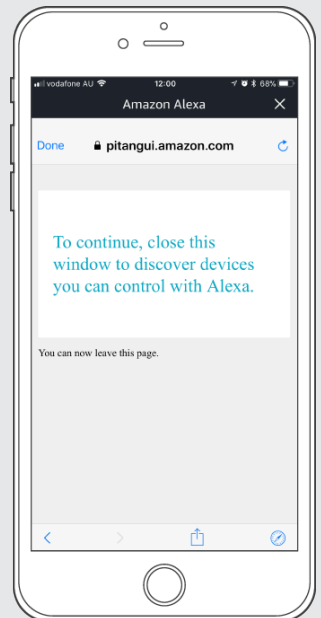 vodafone AU 12:00 68%
Amazon Alexa
Done pitangui.amazon.com
To continue, close this
window to discover devices
you can control with Alexa.
You can now leave this page.